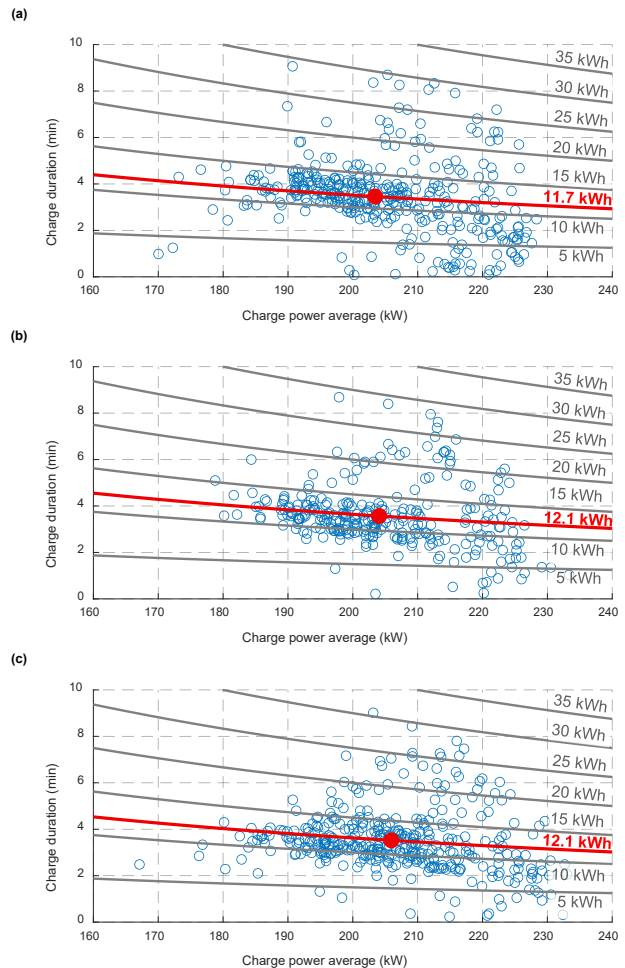 (a)
10
8
6
4
2
0
35 kWh
30 kWh
25 kWh
20 kWh
15 kWh
11.7 kWh
10 kWh
5 kWh
160 170 180 190 200 210 220 230 240
Charge duration (min)
Charge power average (kW)
(b)
10
8
6
4
2
0
35 kWh
30 kWh
25 kWh
20 kWh
15 kWh
12.1 kWh
10 kWh
5 kWh
160 170 180 190 200 210 220 230 240
Charge duration (min)
Charge power average (kW)
(c)
10
8
6
4
2
0
35 kWh
30 kWh
25 kWh
20 kWh
15 kWh
12.1 kWh
10 kWh
5 kWh
160 170 180 190 200 210 220 230 240
Charge duration (min)
Charge power average (kW)